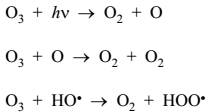 O₃ + hν → O₂ + O
O₃ + O → O₂ + O₂
O₃ + HO• → O₂ + HOO•